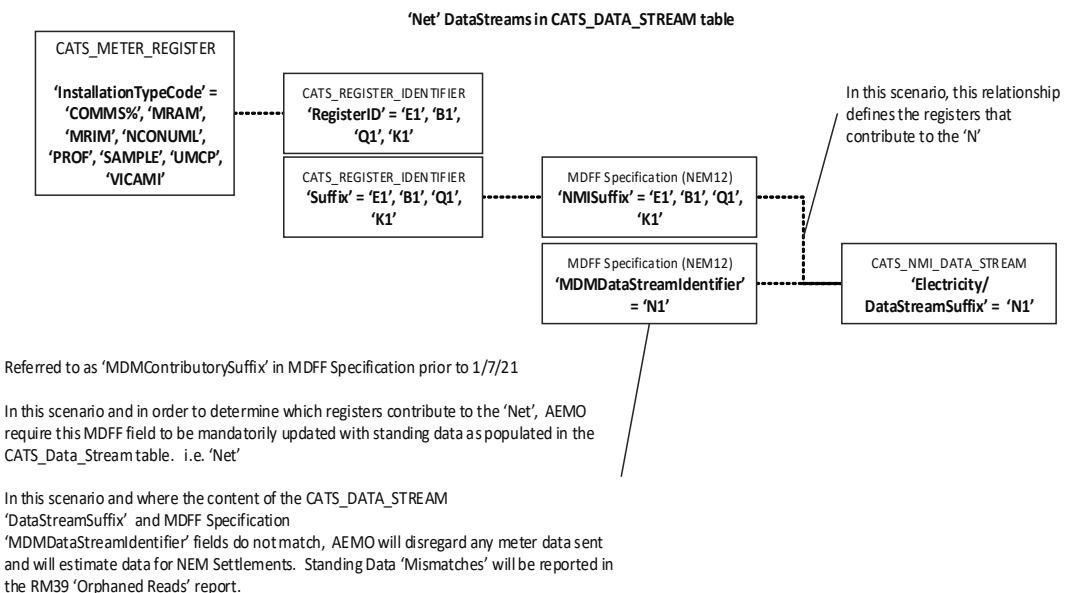 ‘Net’ DataStreams in CATS_DATA_STREAM table
CATS_METER_REGISTER
‘InstallationTypeCode’ =
‘COMMS%’, ‘MRAM’,
‘MRIM’, ‘NCONUML’,
‘PROF’, ‘SAMPLE’, ‘UMCP’,
‘VICAMI’
CATS_REGISTER_IDENTIFIER
‘RegisterID’ = ‘E1’, ‘B1’,
‘Q1’, ‘K1’
CATS_REGISTER_IDENTIFIER
‘Suffix’ = ‘E1’, ‘B1’, ‘Q1’,
‘K1’
MDFF Specification (NEM12)
‘NMISuffix’ = ‘E1’, ‘B1’, ‘Q1’,
‘K1’
MDFF Specification (NEM12)
‘MDMDataStreamIdentifier’
= ‘N1’
In this scenario, this relationship
defines the registers that
contribute to the ‘N’
CATS_NMI_DATA_STREAM
‘Electricity/
DataStreamSuffix’ = ‘N1’
Referred to as ‘MDMContributorySuffix’ in MDFF Specification prior to 1/7/21
In this scenario and in order to determine which registers contribute to the ‘Net’, AEMO
require this MDFF field to be mandatorily updated with standing data as populated in the
CATS_Data_Stream table. i.e. ‘Net’
In this scenario and where the content of the CATS_DATA_STREAM
‘DataStreamSuffix’ and MDFF Specification
‘MDMDataStreamIdentifier’ fields do not match, AEMO will disregard any meter data sent
and will estimate data for NEM Settlements. Standing Data ‘Mismatches’ will be reported in
the RM39 ‘Orphaned Reads’ report.